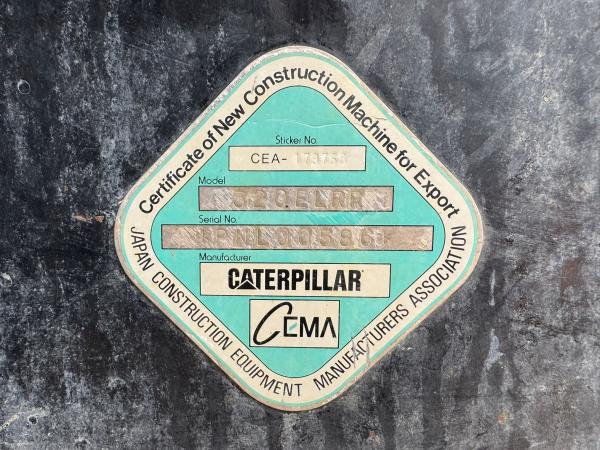 Certificate of New Construction Machine for Export
Sticker No.
CEA-
Model
Serial No.
Manufacturer
CATERPILLAR
CEMA
JAPAN CONSTRUCTION EQUIPMENT MANUFACTURERS ASSOCIATION